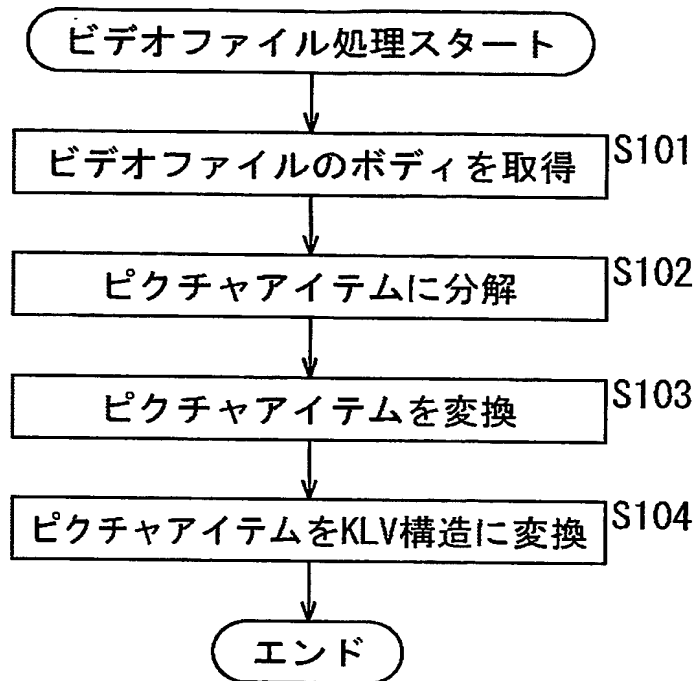 ビデオファイル処理スタート
ビデオファイルのボディを取得
S101
ピクチャアイテムに分解
S102
ピクチャアイテムを変換
S103
ピクチャアイテムをKLV構造に変換
S104
エンド